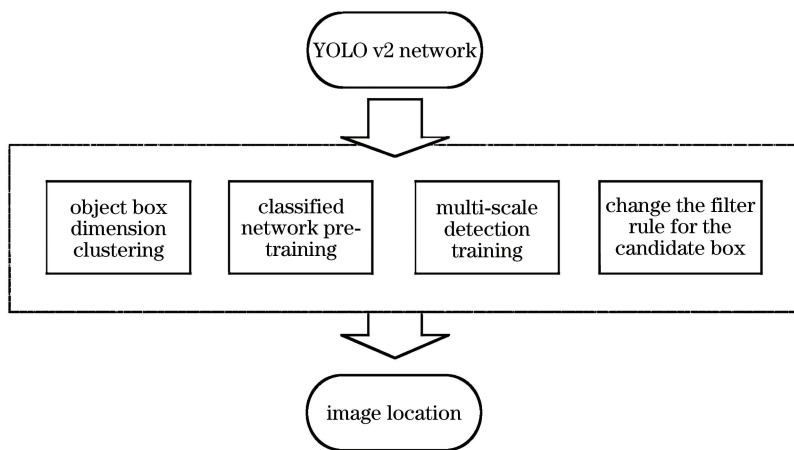 YOLO v2 network
object box
dimension
clustering
classified
network pre-
training
multi-scale
detection
training
change the filter
rule for the
candidate box
image location